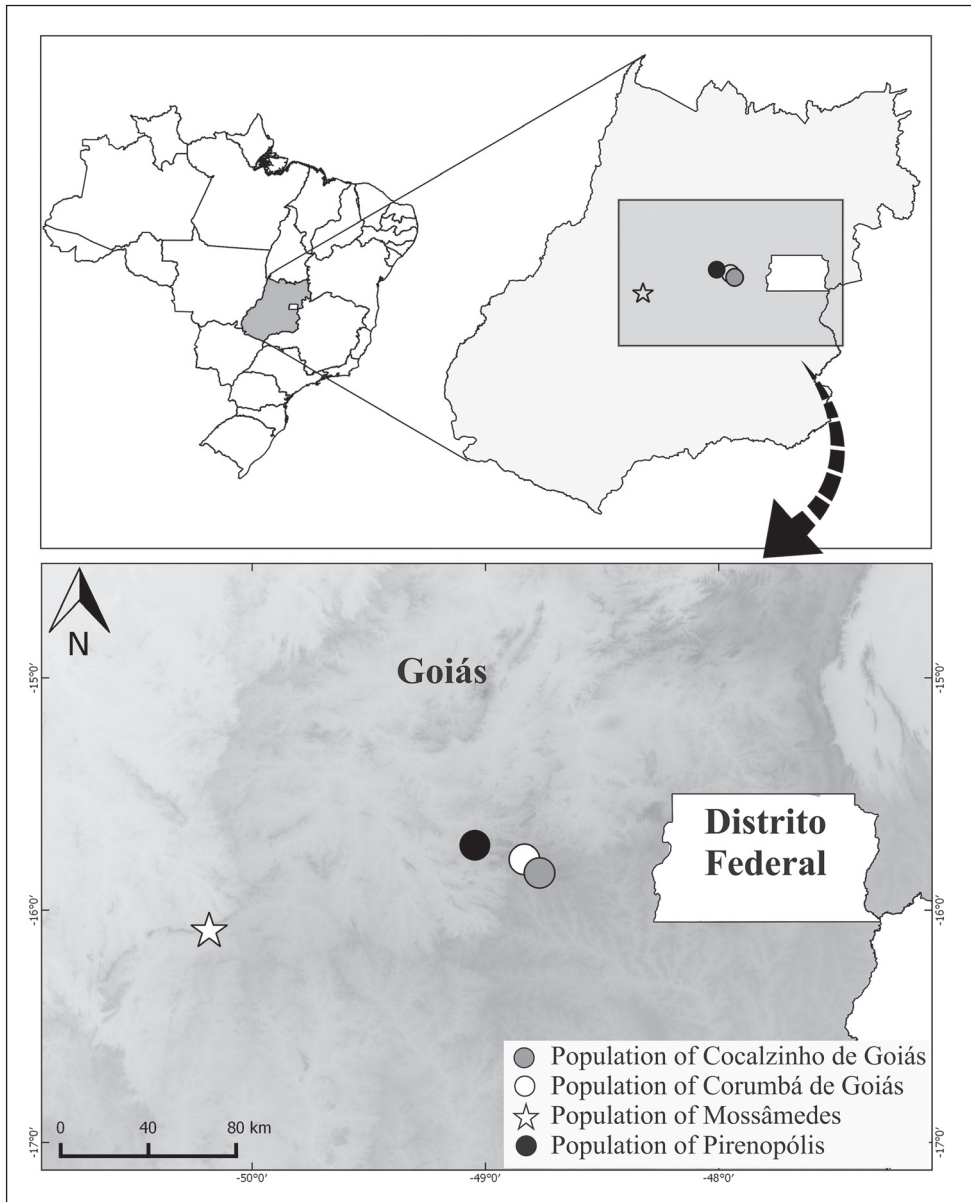 N
Goiás
Distrito
Federal
-15°0'
-15°0'
-16°0'
-16°0'
-17°0'
-17°0'
0 40 80 km
Population of Cocalzinho de Goiás
Population of Corumbá de Goiás
Population of Mossâmedes
Population of Pirenopólis
-50°0'
-49°0'
-48°0'